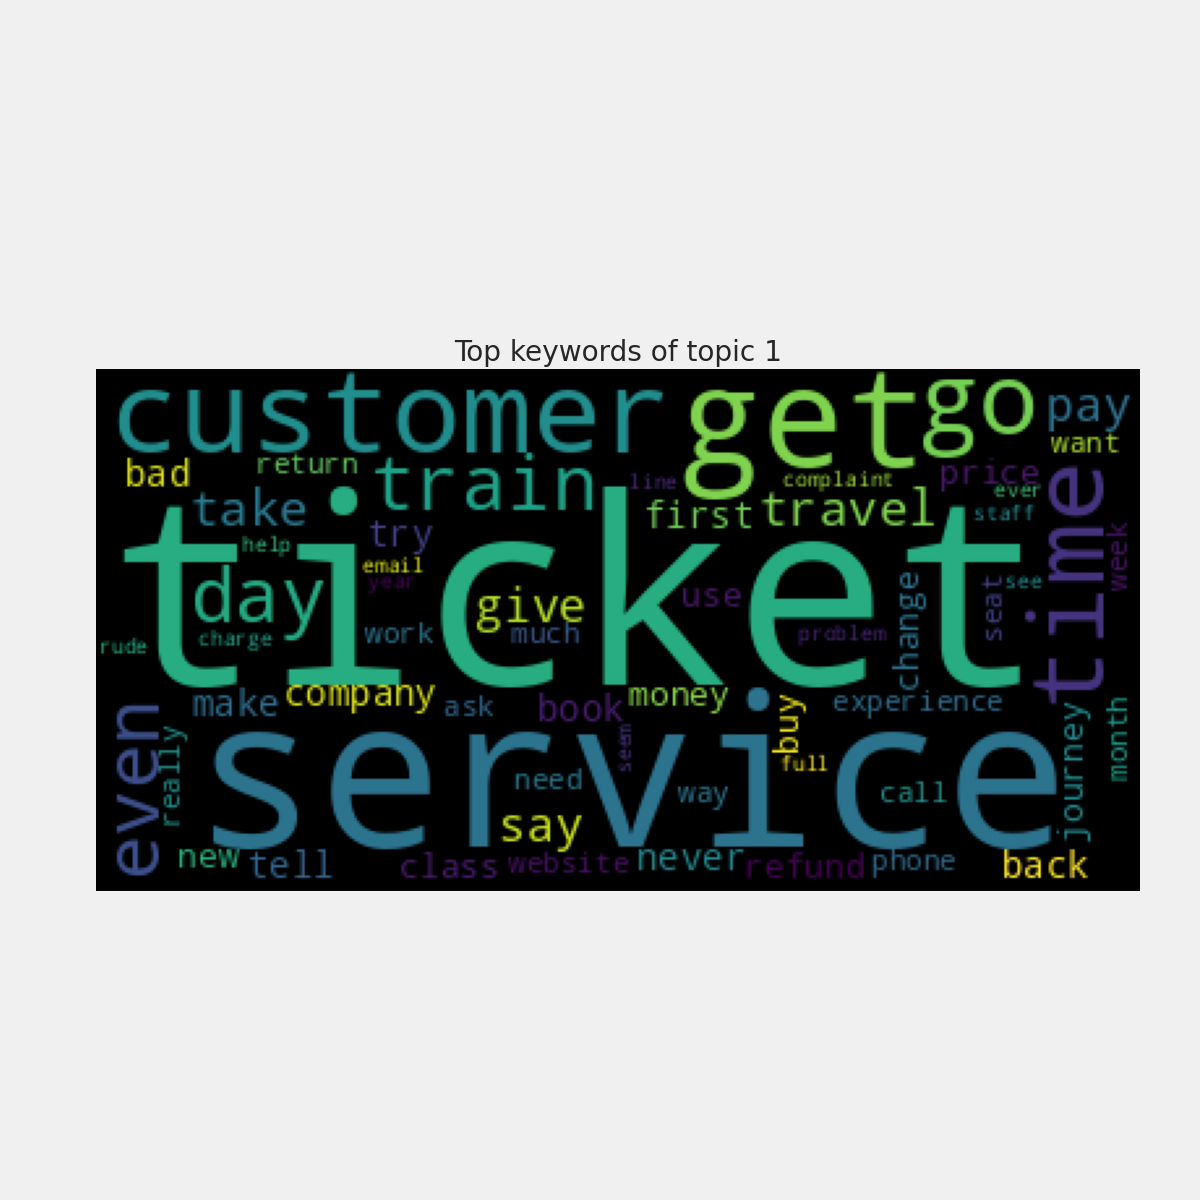 Top keywords of topic 1
customer get go pay
want
bad return train line complaint price ever
take try first travel staff time week
ticket
help email year
day give use change seat see
rude charge work much problem
make company ask book money buy experience
even really seem full journey month
service
need way call
say
new tell class website never refund phone back